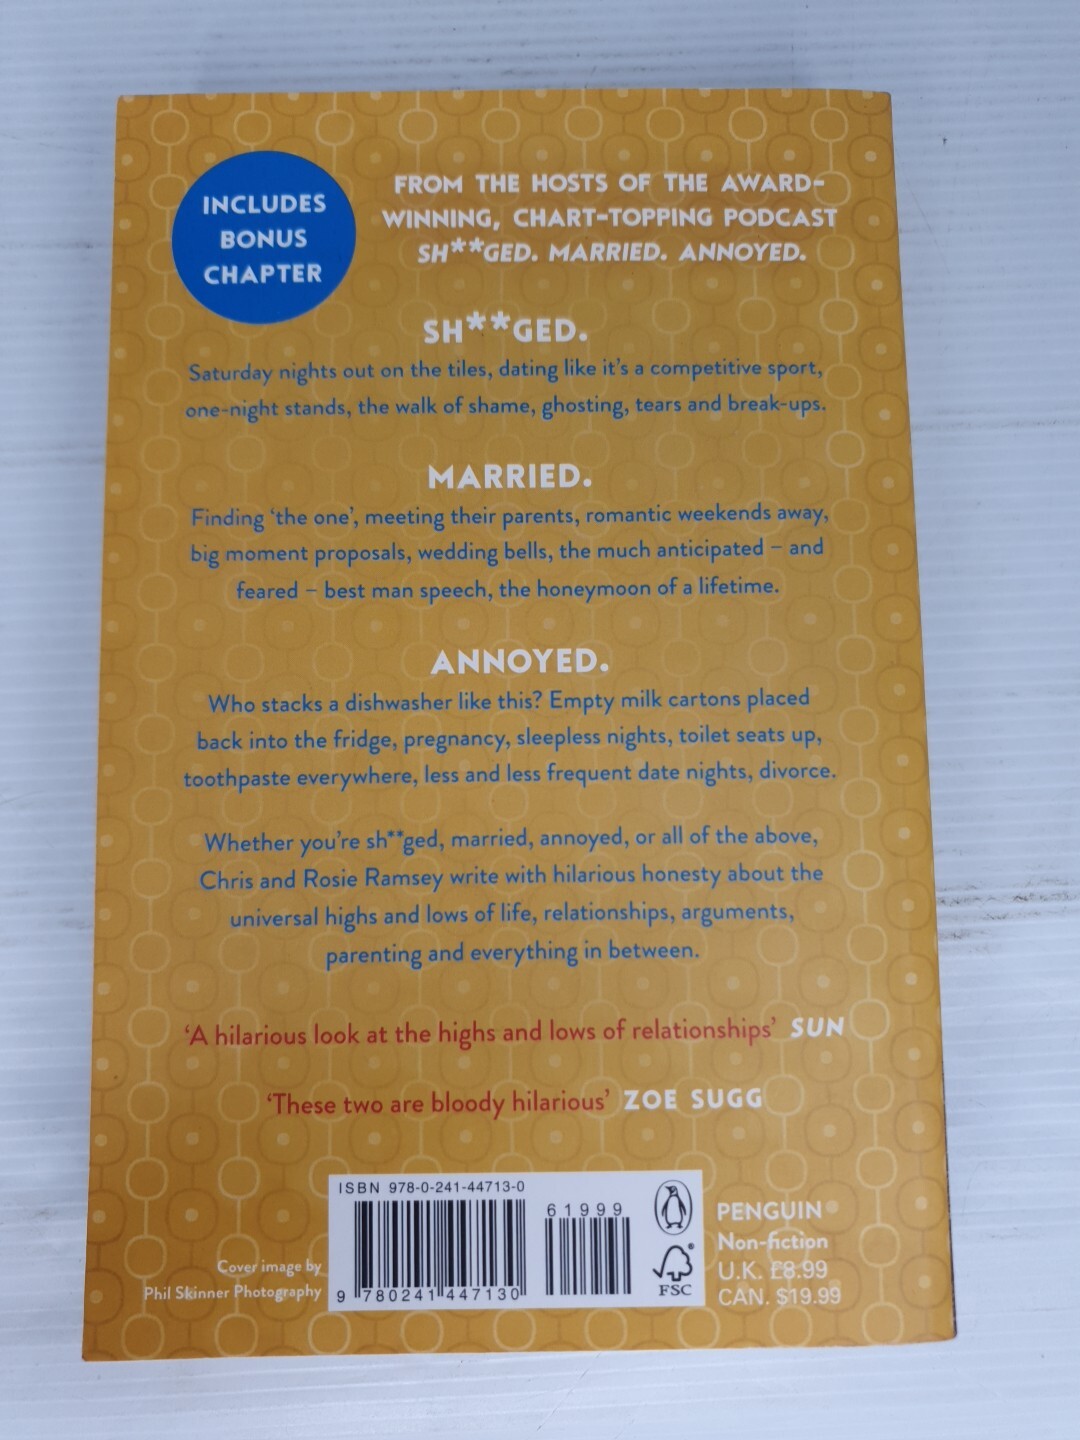 INCLUDES
BONUS
CHAPTER
FROM THE HOSTS OF THE AWARD-
WINNING, CHART-TOPPING PODCAST
SH**GED. MARRIED. ANNOYED.
SH**GED.
Saturday nights out on the tiles, dating like it's a competitive sport,
one-night stands, the walk of shame, ghosting, tears and break-ups.
MARRIED.
Finding 'the one', meeting their parents, romantic weekends away,
big moment proposals, wedding bells, the much anticipated – and
feared – best man speech, the honeymoon of a lifetime.
ANNOYED.
Who stacks a dishwasher like this? Empty milk cartons placed
back into the fridge, pregnancy, sleepless nights, toilet seats up,
toothpaste everywhere, less and less frequent date nights, divorce.
Whether you're sh**ged, married, annoyed, or all of the above,
Chris and Rosie Ramsey write with hilarious honesty about the
universal highs and lows of life, relationships, arguments,
parenting and everything in between.
'A hilarious look at the highs and lows of relationships' SUN
'These two are bloody hilarious' ZOE SUGG
ISBN 978-0-241-44713-0
61999
9 780241 447130
FSC
PENGUIN
Non-fiction
U.K. £8.99
CAN. $19.99
Cover image by
Phil Skinner Photography